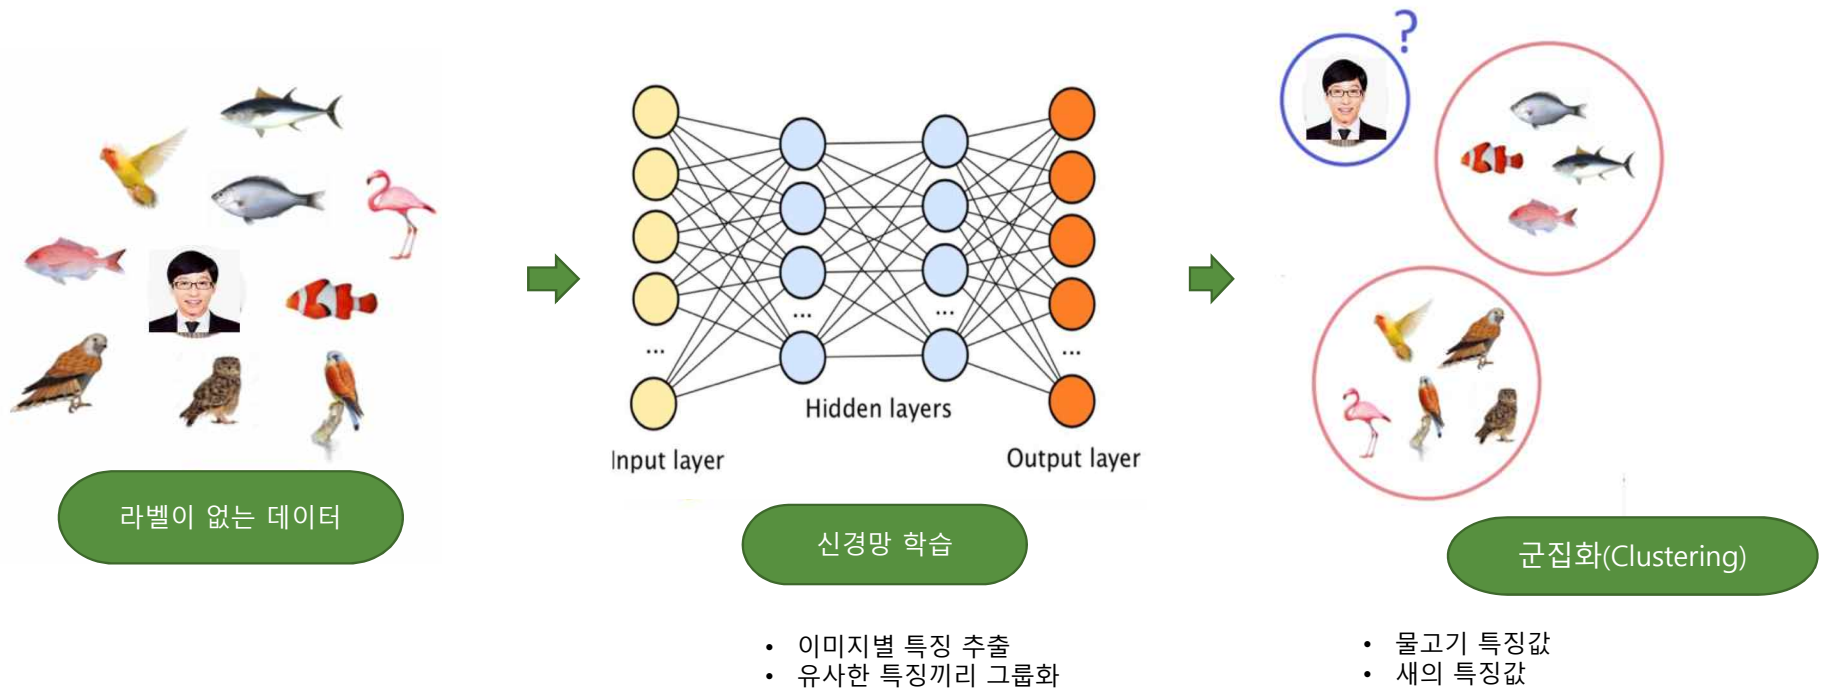 ?
...
...
...
...
Hidden layers
Input layer
Output layer
라벨이 없는 데이터
신경망 학습
군집화(Clustering)
• 이미지별 특징 추출
• 유사한 특징끼리 그룹화
• 물고기 특징값
• 새의 특징값